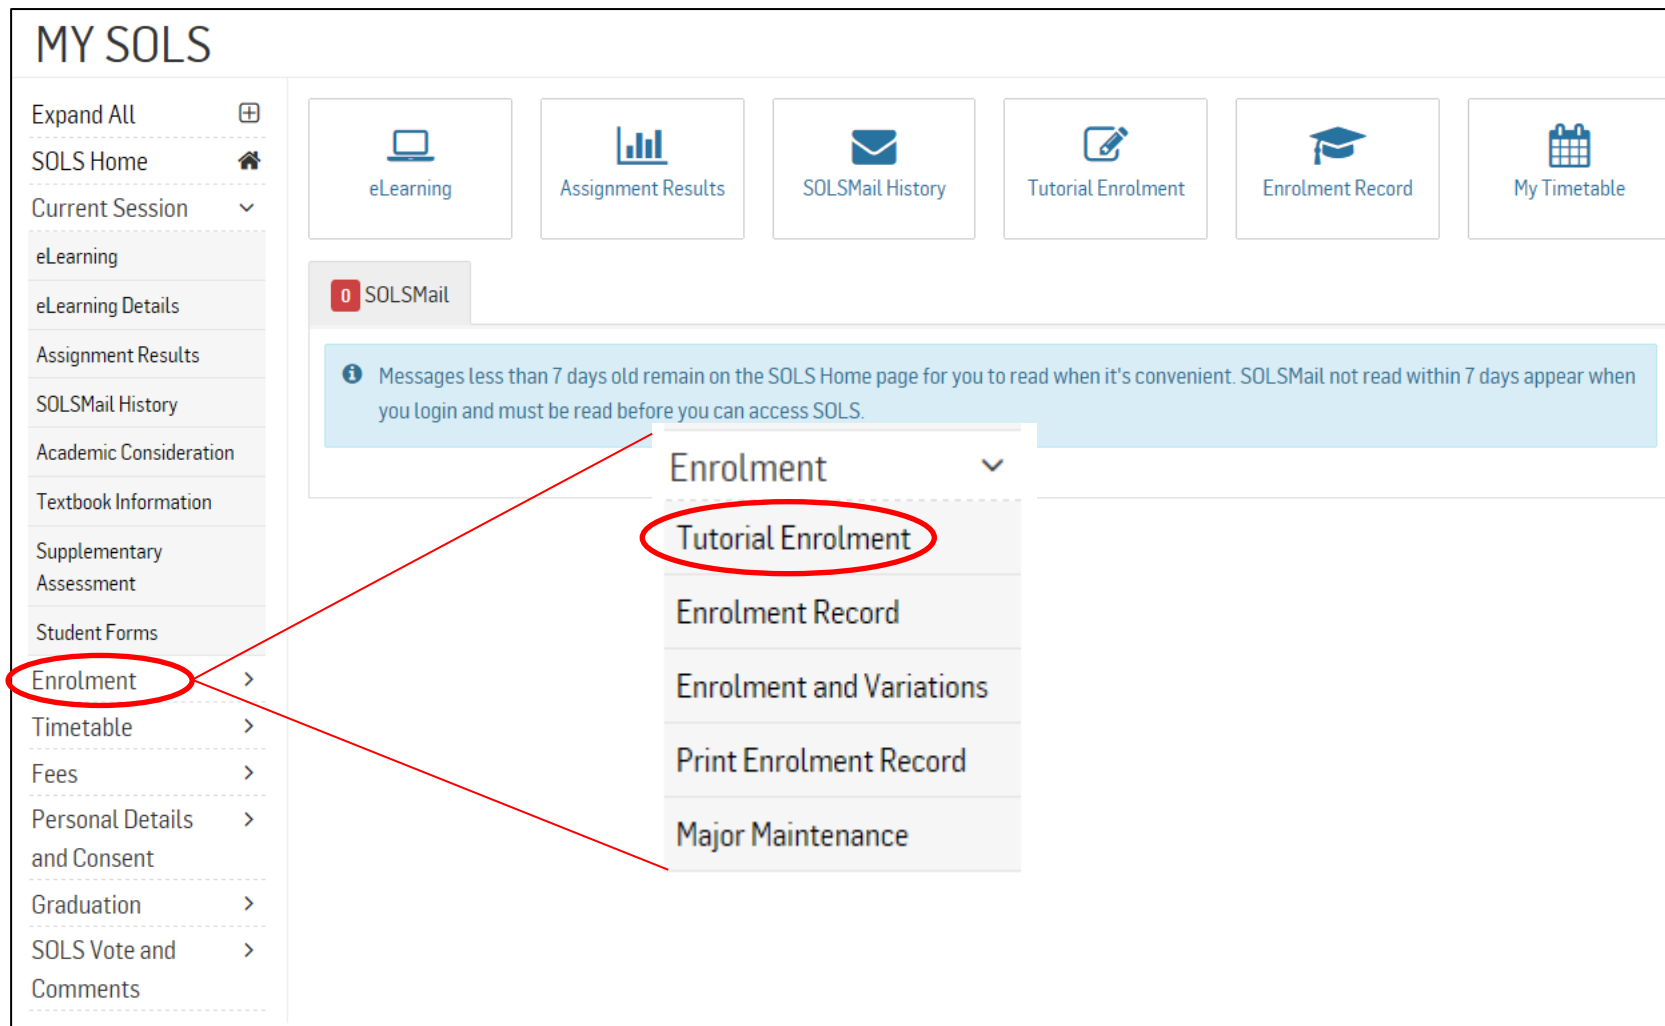 MY SOLS
Expand All
SOLS Home
Current Session
eLearning
eLearning Details
Assignment Results
SOLSMail History
Academic Consideration
Textbook Information
Supplementary
Assessment
Student Forms
Enrolment
Timetable
Fees
Personal Details
and Consent
Graduation
SOLS Vote and
Comments
eLearning
Assignment Results
SOLSMail History
Tutorial Enrolment
Enrolment Record
My Timetable
0 SOLSMail
Messages less than 7 days old remain on the SOLS Home page for you to read when it's convenient. SOLSMail not read within 7 days appear when
you login and must be read before you can access SOLS.
Enrolment
Tutorial Enrolment
Enrolment Record
Enrolment and Variations
Print Enrolment Record
Major Maintenance